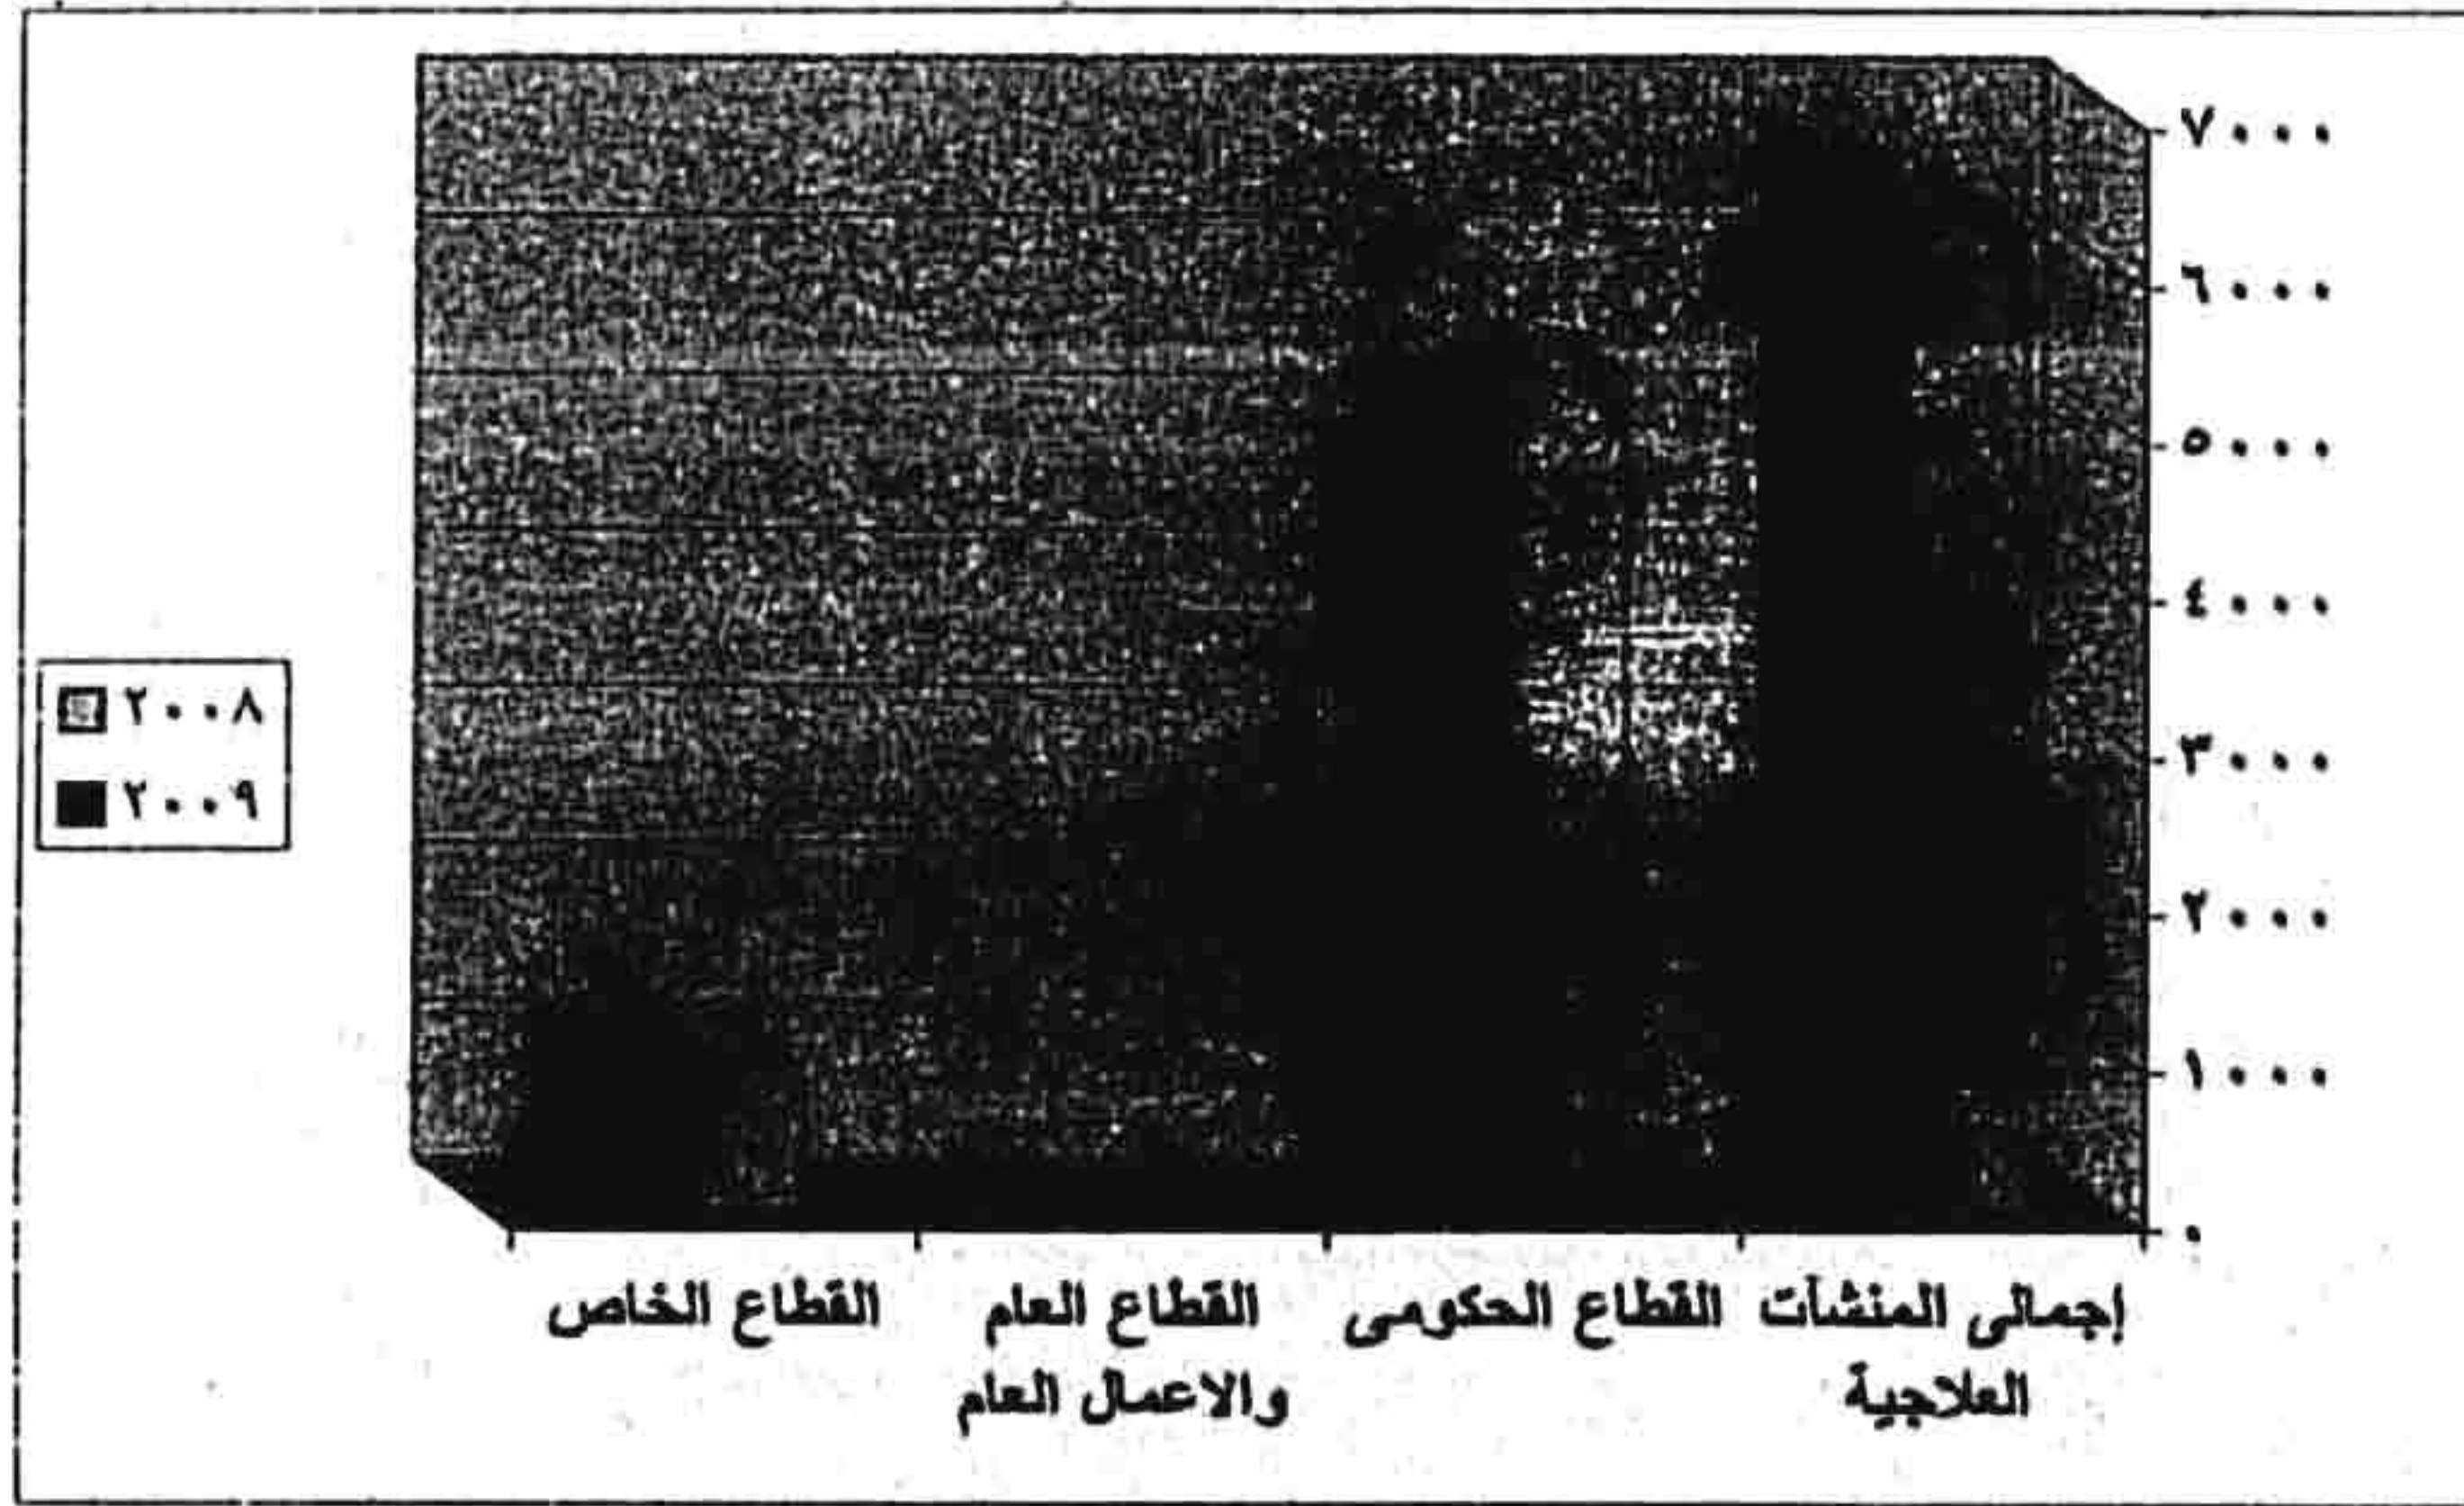 ٧٠٠٠
٦٠٠٠
٥٠٠٠
٤٠٠٠
٣٠٠٠
٢٠٠٠
١٠٠٠
٠
إجمالى المنشآت العلاجية
القطاع الحكومى
القطاع العام
والاعمال العام
القطاع الخاص
٢٠٠٨
٢٠٠٩